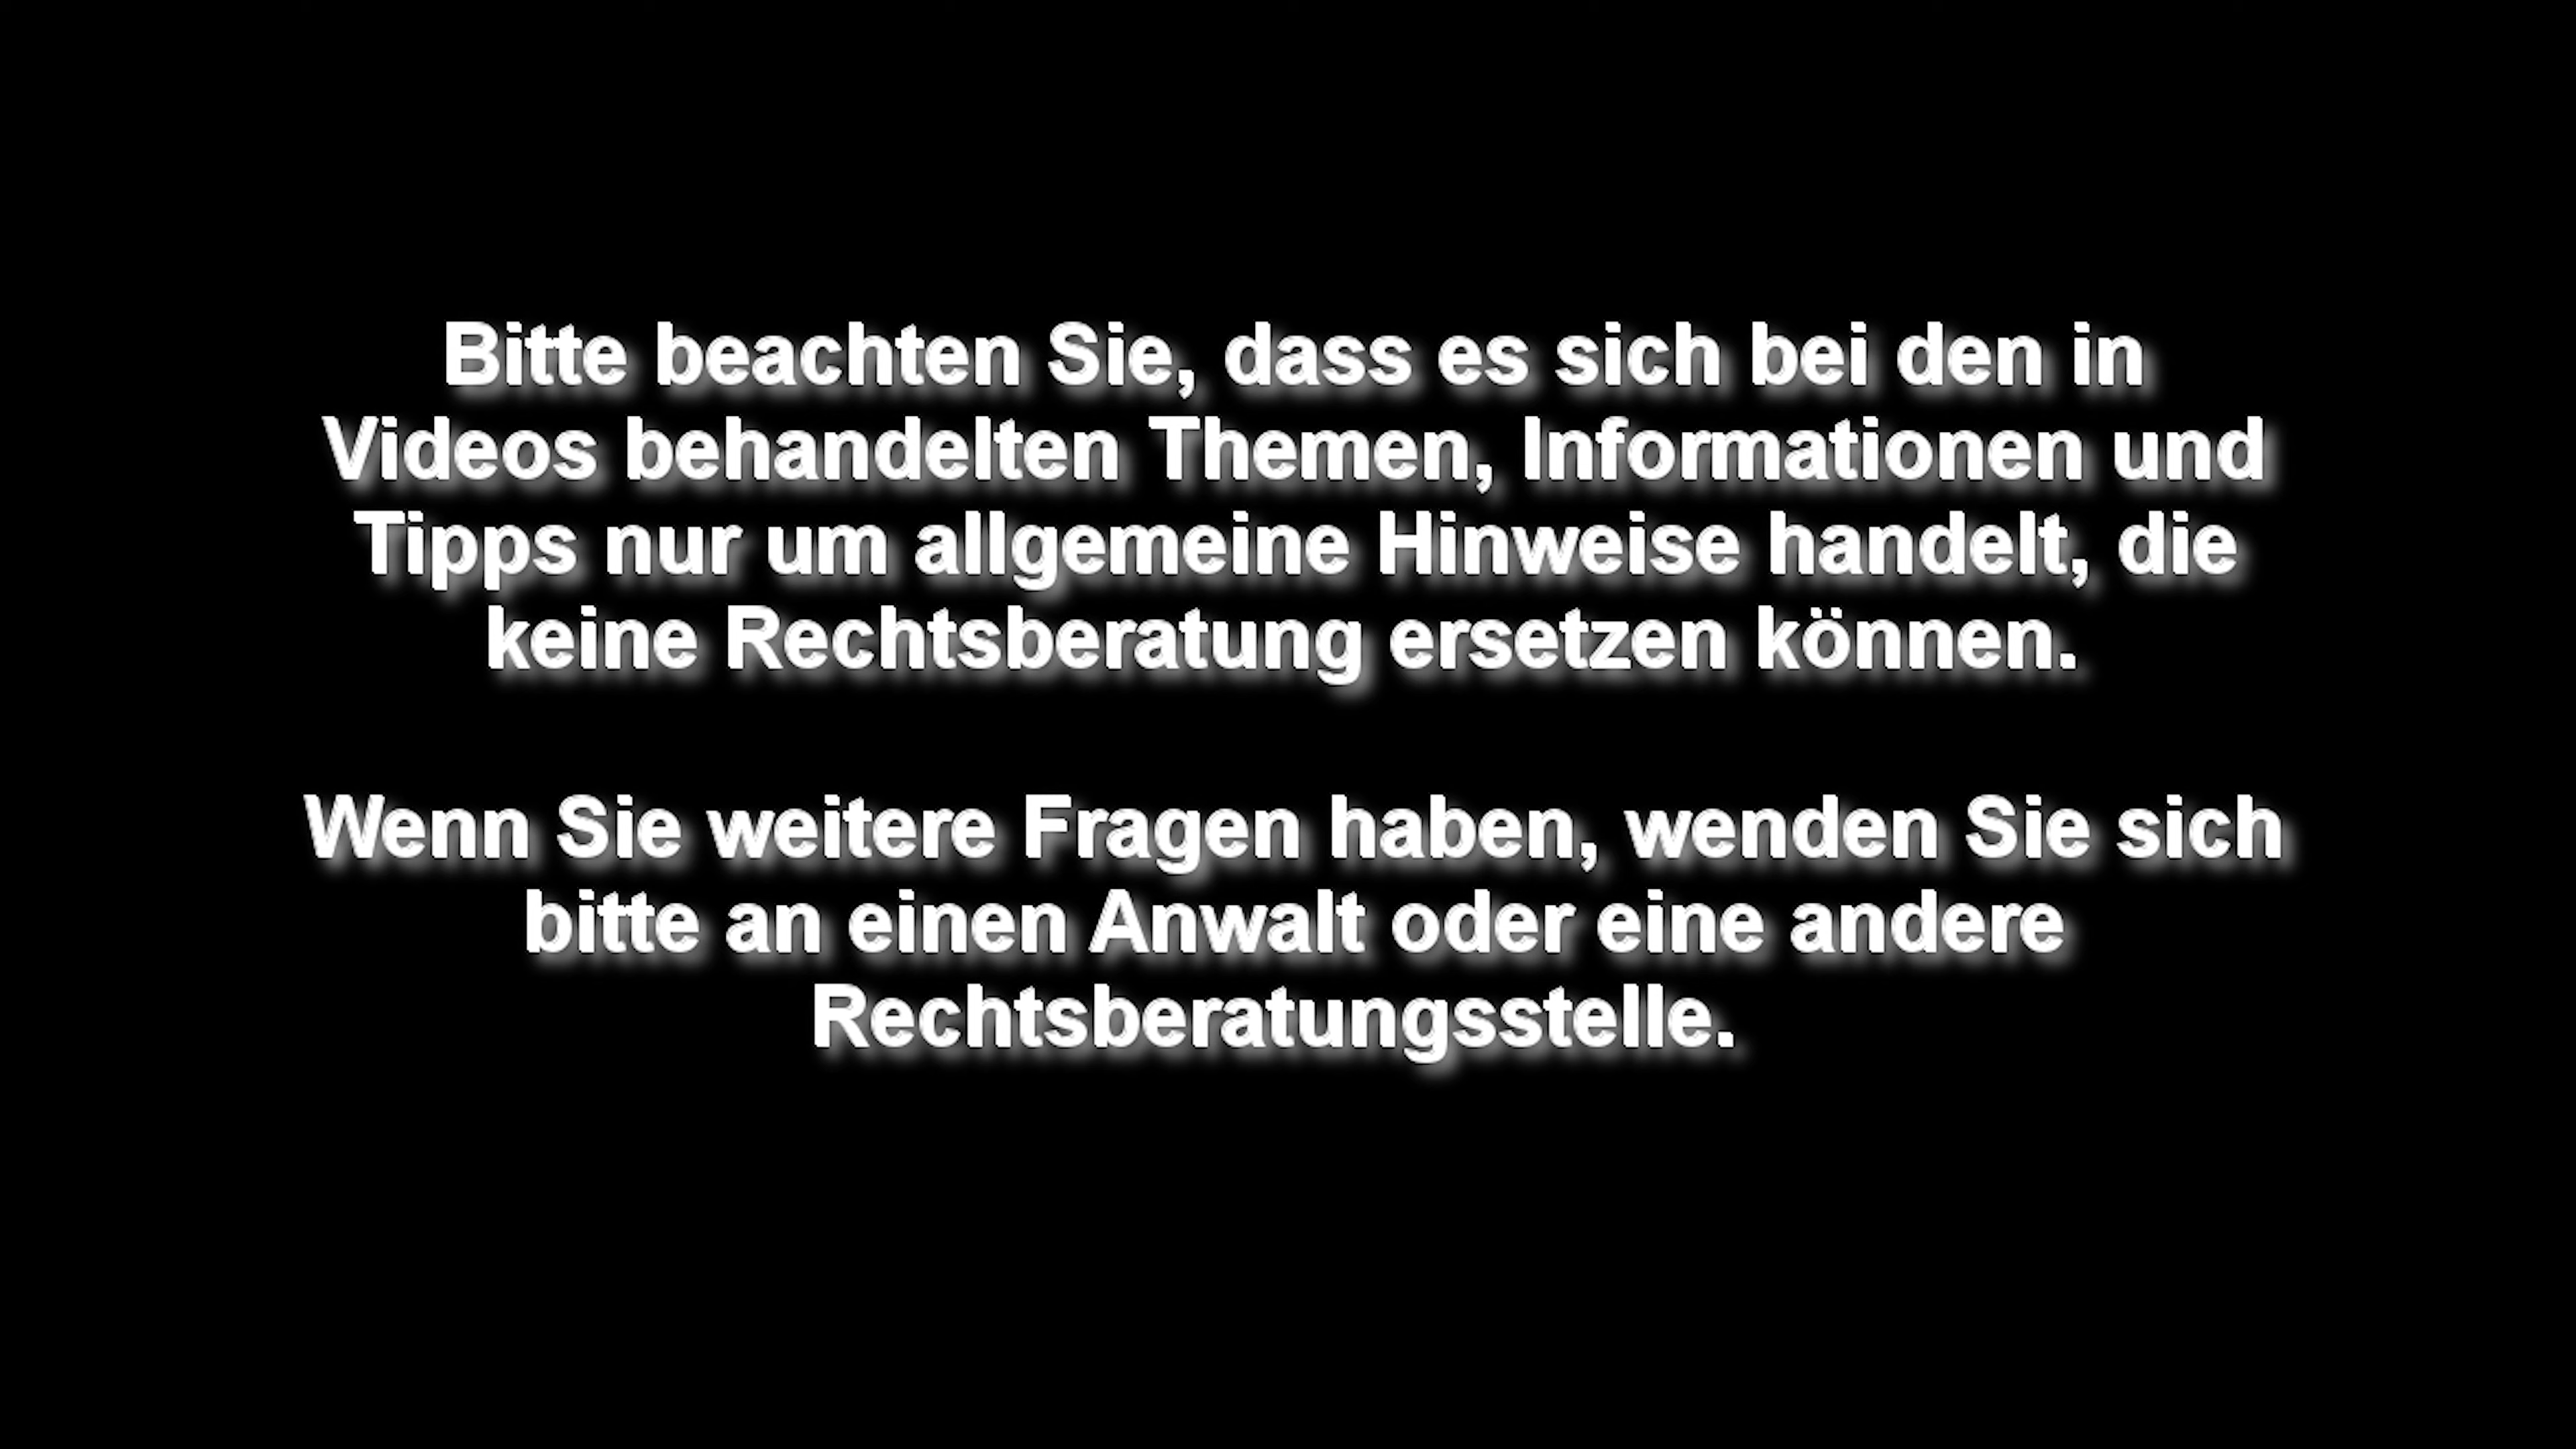 Bitte beachten Sie, dass es sich bei den in
Videos behandelten Themen, Informationen und
Tipps nur um allgemeine Hinweise handelt, die
keine Rechtsberatung ersetzen können.
Wenn Sie weitere Fragen haben, wenden Sie sich
bitte an einen Anwalt oder eine andere
Rechtsberatungsstelle.